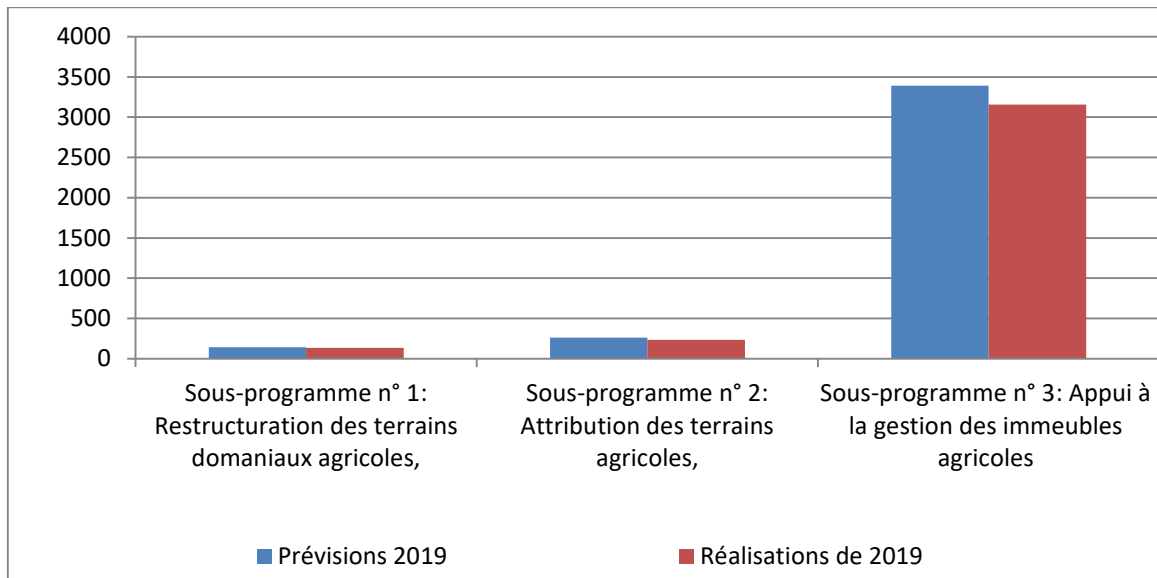 4000
3500
3000
2500
2000
1500
1000
500
0
Sous-programme n° 1:
Restructuration des terrains
domaniaux agricoles,
Sous-programme n° 2:
Attribution des terrains
agricoles,
Sous-programme n° 3: Appui à
la gestion des immeubles
agricoles
Prévisions 2019
Réalisations de 2019